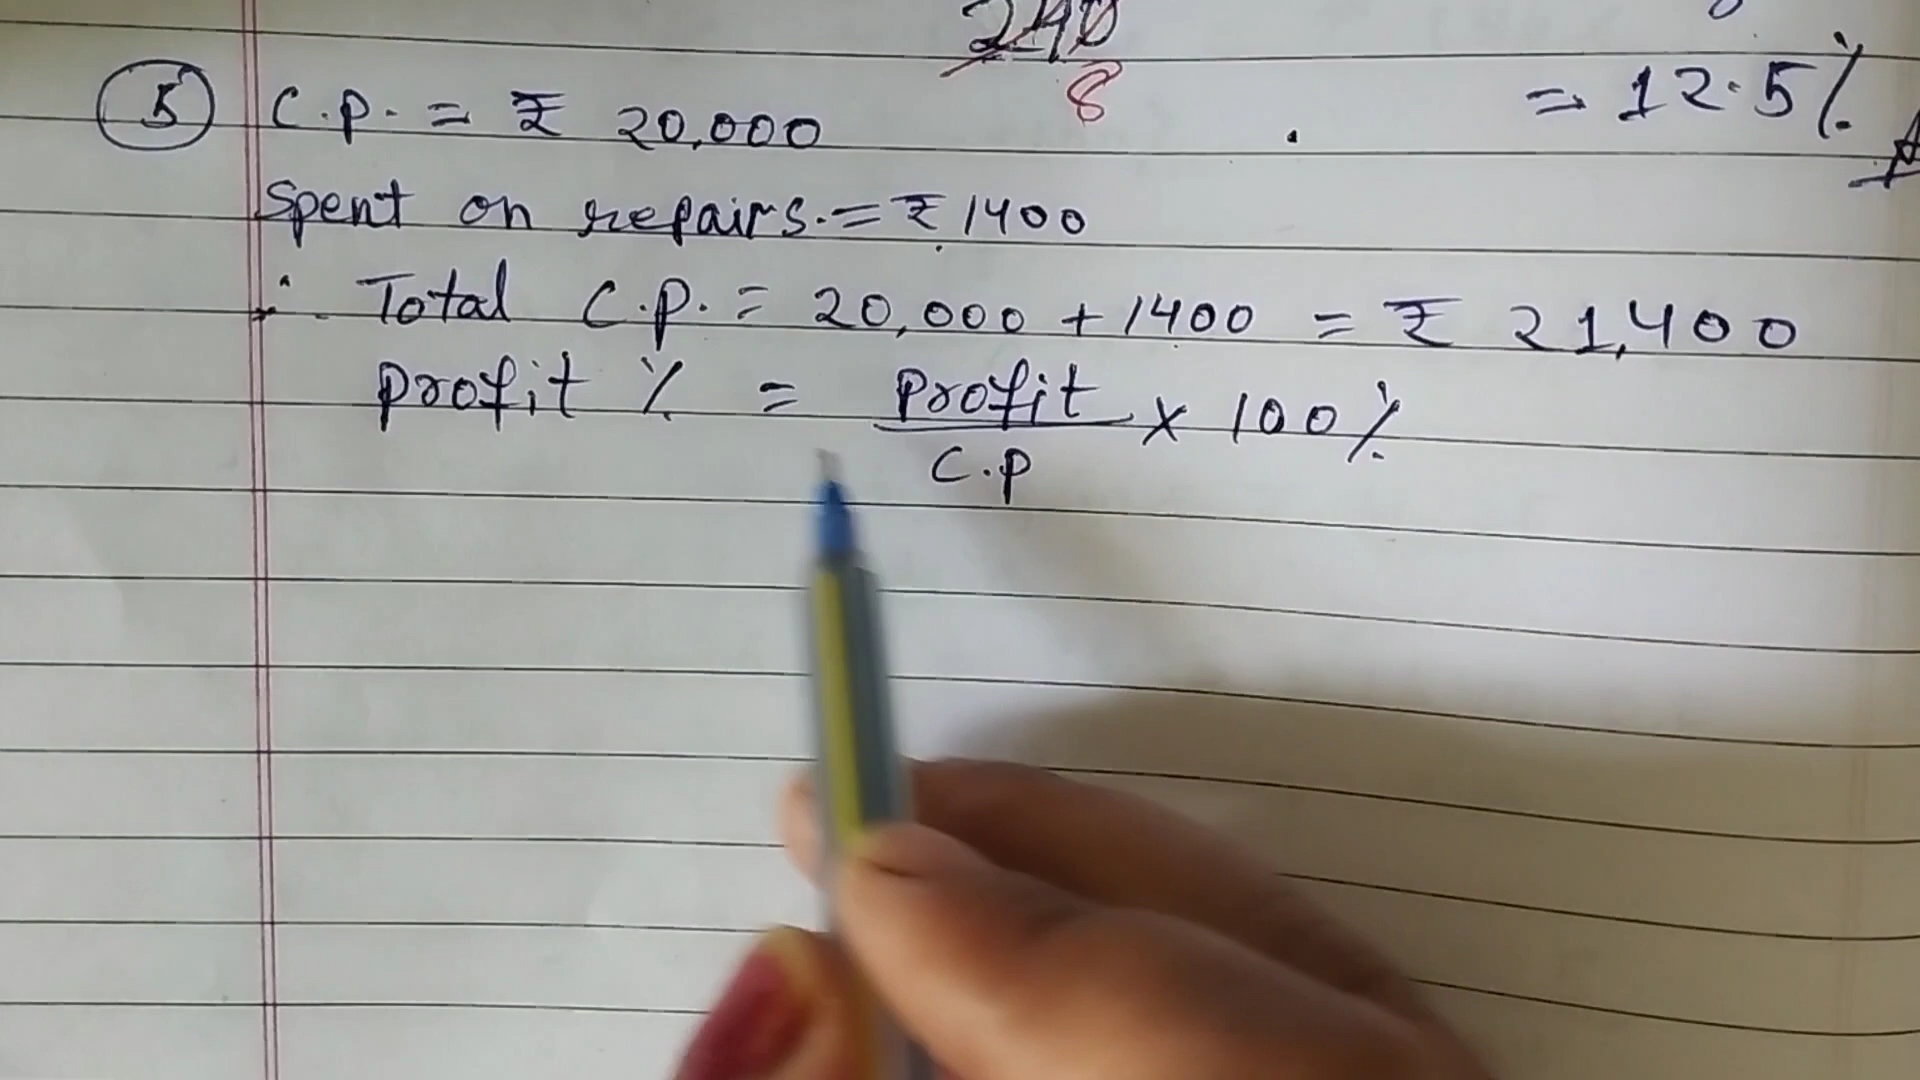 240
8
= 12.5%
5 C.P. = ₹ 20,000
Spent on repairs. = ₹ 1400
∴ Total C.P. = 20,000 + 1400 = ₹ 21,400
Profit % = Profit/C.P × 100%